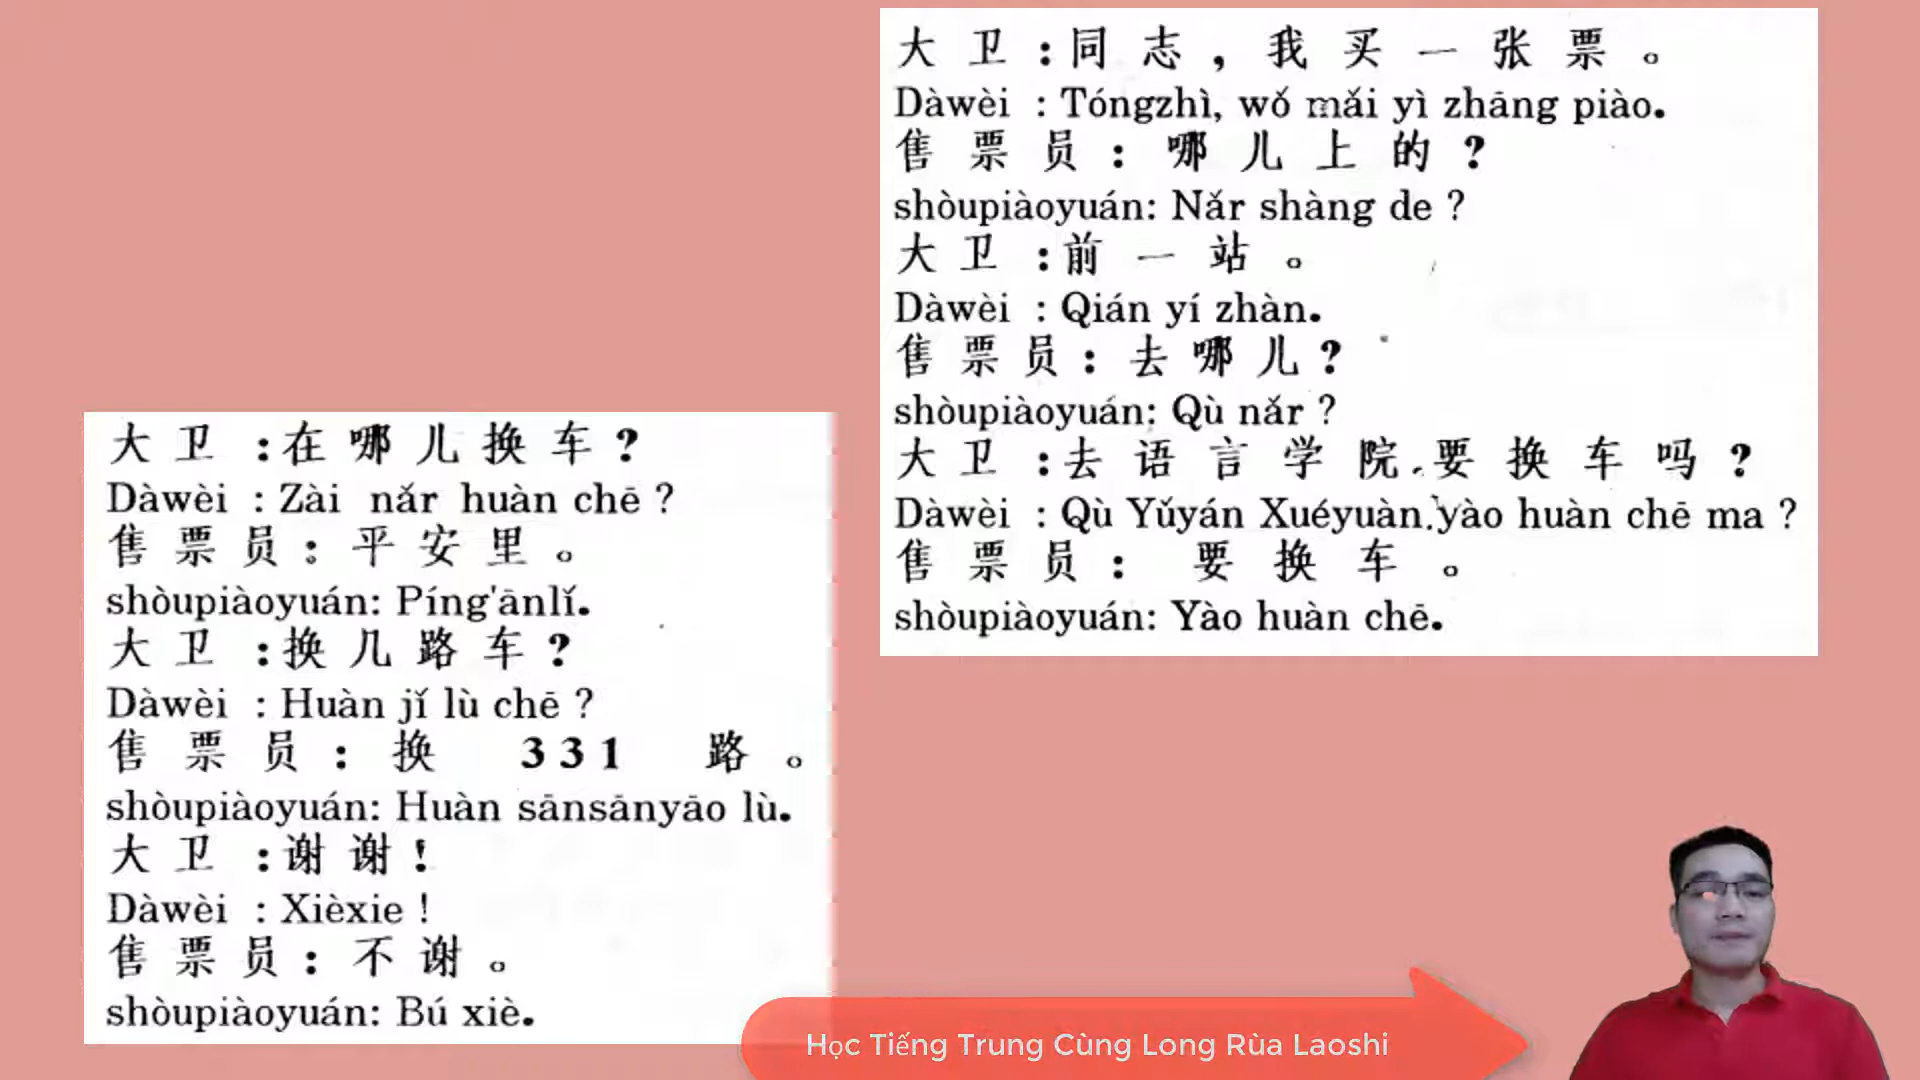 大卫：同志，我买一张票。
Dàwèi : Tóngzhì, wǒ mǎi yì zhāng piào.
售票员：哪儿上的？
shòupiàoyuán: Nǎr shàng de ?
大卫：前一站。
Dàwèi : Qián yí zhàn.
售票员：去哪儿？
shòupiàoyuán: Qù nǎr ?
大卫：去语言学院要换车吗？
Dàwèi : Qù Yǔyán Xuéyuàn yào huàn chē ma ?
售票员：要换车。
shòupiàoyuán: Yào huàn chē.
大卫：在哪儿换车？
Dàwèi : Zài nǎr huàn chē ?
售票员：平安里。
shòupiàoyuán: Píng'ānlǐ.
大卫：换几路车？
Dàwèi : Huàn jǐ lù chē ?
售票员：换 331 路。
shòupiàoyuán: Huàn sānsānyāo lù.
大卫：谢谢！
Dàwèi : Xièxie !
售票员：不谢。
shòupiàoyuán: Bú xiè.
Học Tiếng Trung Cùng Long Rùa Laoshi